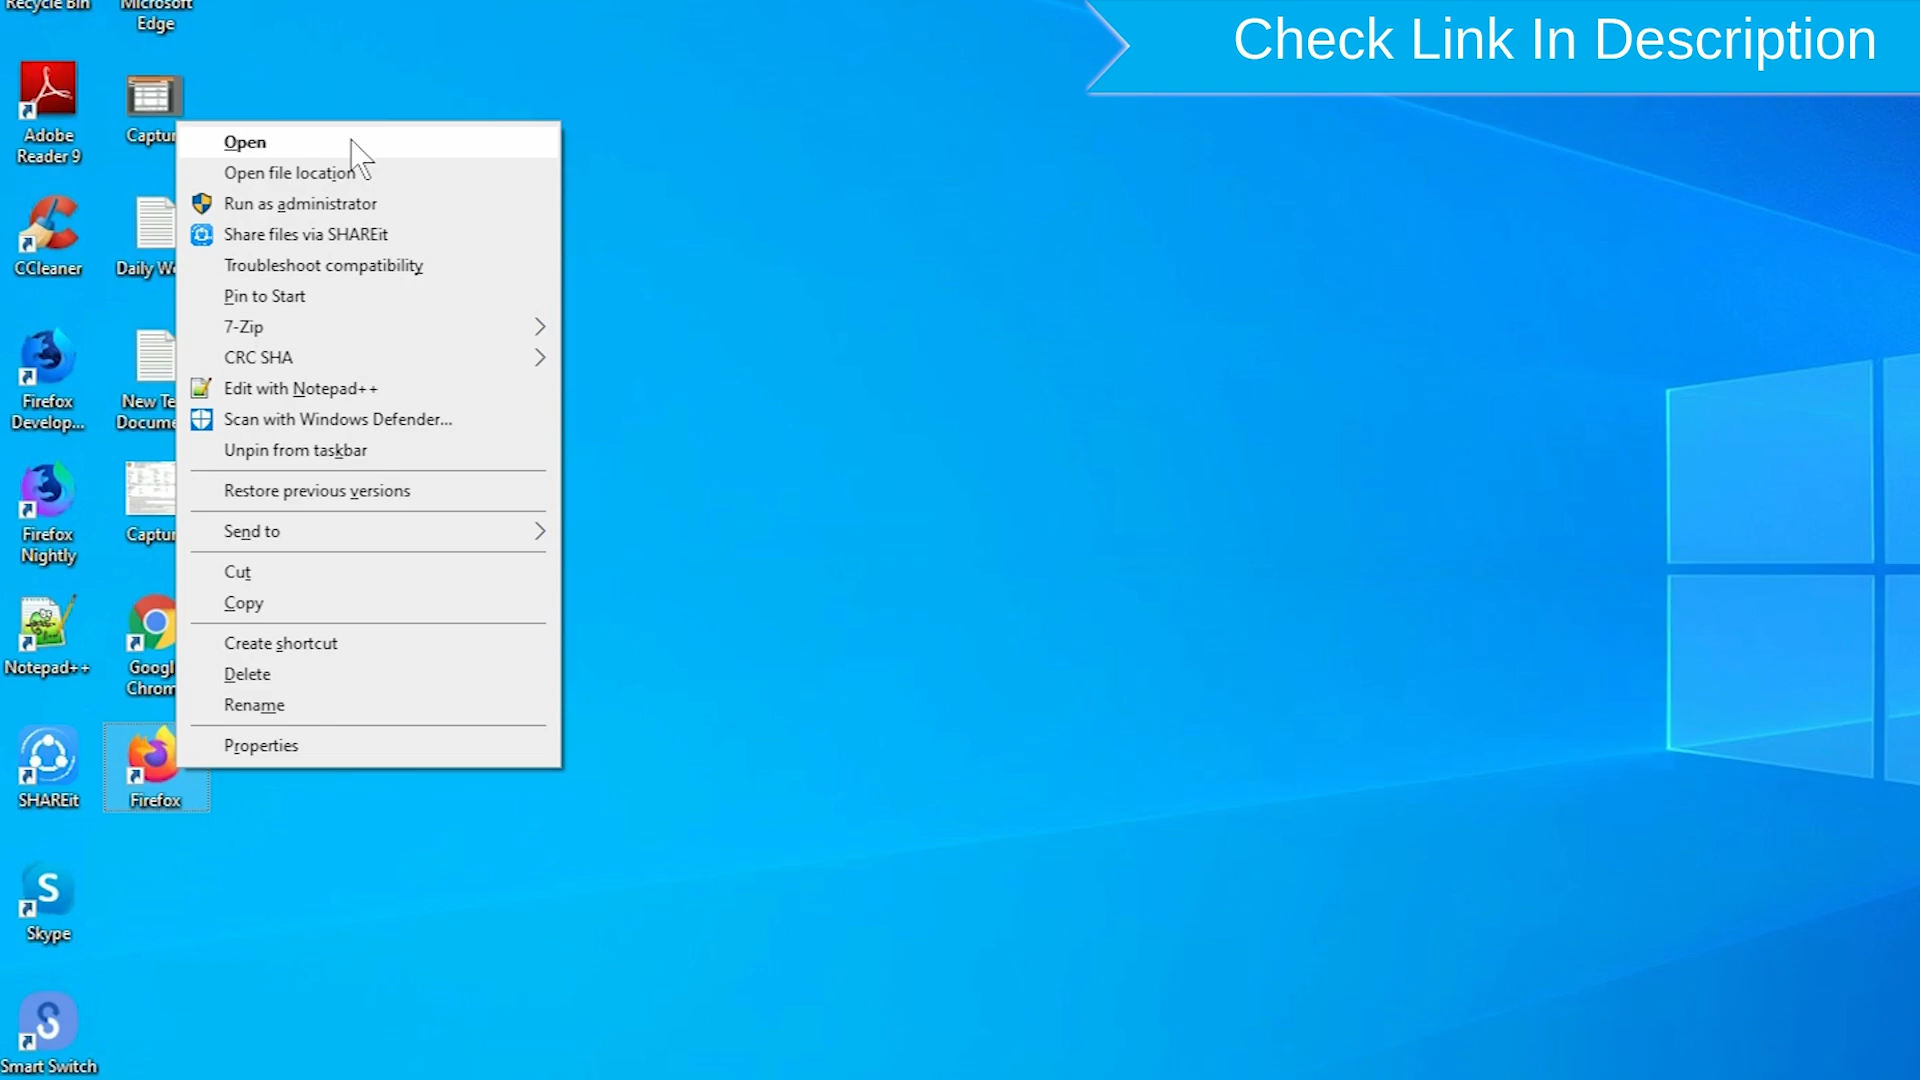 Recycle Bin
Microsoft
Edge
Check Link In Description
Adobe
Reader 9
Captur
CCleaner
Daily Wo
Firefox
Develop...
New Te
Docume
Firefox
Nightly
Captur
Notepad++
Googl
Chrom
SHAREit
Firefox
Skype
Smart Switch
Open
Open file location
Run as administrator
Share files via SHAREit
Troubleshoot compatibility
Pin to Start
7-Zip
CRC SHA
Edit with Notepad++
Scan with Windows Defender...
Unpin from taskbar
Restore previous versions
Send to
Cut
Copy
Create shortcut
Delete
Rename
Properties